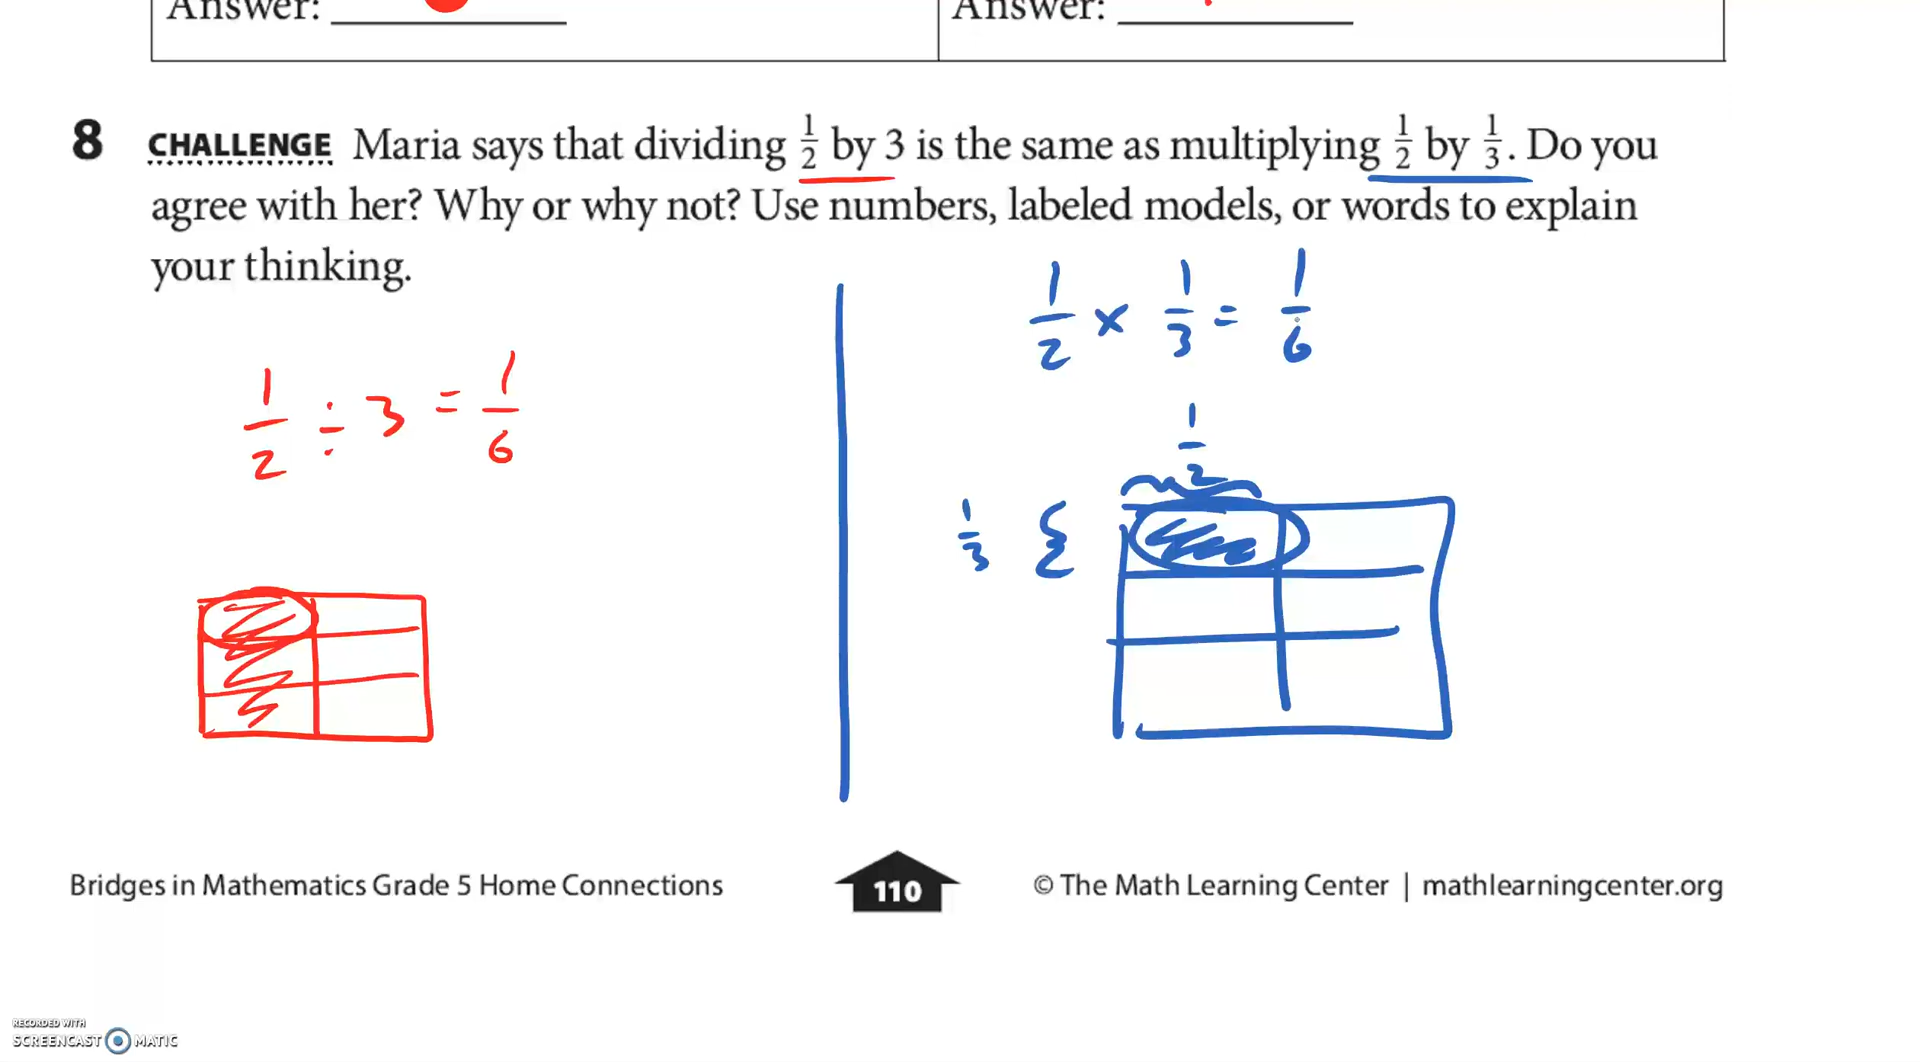 Answer: ____________ Answer: ____________
8 CHALLENGE Maria says that dividing 1/2 by 3 is the same as multiplying 1/2 by 1/3. Do you
agree with her? Why or why not? Use numbers, labeled models, or words to explain
your thinking.
1/2 ÷ 3 = 1/6
1/2 × 1/3 = 1/6
1/2
1/3 {
Bridges in Mathematics Grade 5 Home Connections 110 © The Math Learning Center | mathlearningcenter.org
RECORDED WITH
SCREENCAST MATIC